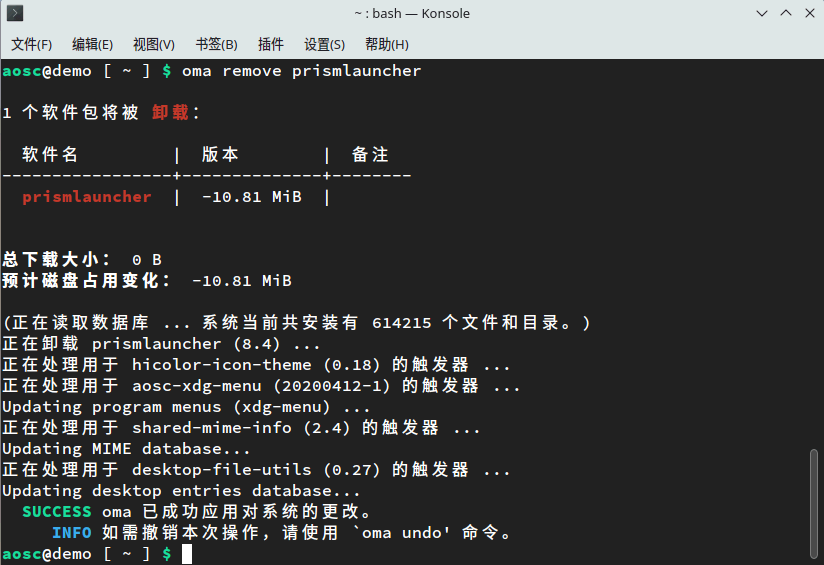 ~ : bash — Konsole
文件(F) 编辑(E) 视图(V) 书签(B) 插件 设置(S) 帮助(H)
aosc@demo [ ~ ] $ oma remove prismlauncher
1 个软件包将被 卸载：
软件名 | 版本 | 备注
-----------------+--------------+--------
prismlauncher | -10.81 MiB |
总下载大小： 0 B
预计磁盘占用变化： -10.81 MiB
(正在读取数据库 ... 系统当前共安装有 614215 个文件和目录。)
正在卸载 prismlauncher (8.4) ...
正在处理用于 hicolor-icon-theme (0.18) 的触发器 ...
正在处理用于 aosc-xdg-menu (20200412-1) 的触发器 ...
Updating program menus (xdg-menu) ...
正在处理用于 shared-mime-info (2.4) 的触发器 ...
Updating MIME database...
正在处理用于 desktop-file-utils (0.27) 的触发器 ...
Updating desktop entries database...
SUCCESS oma 已成功应用对系统的更改。
INFO 如需撤销本次操作，请使用 `oma undo' 命令。
aosc@demo [ ~ ] $